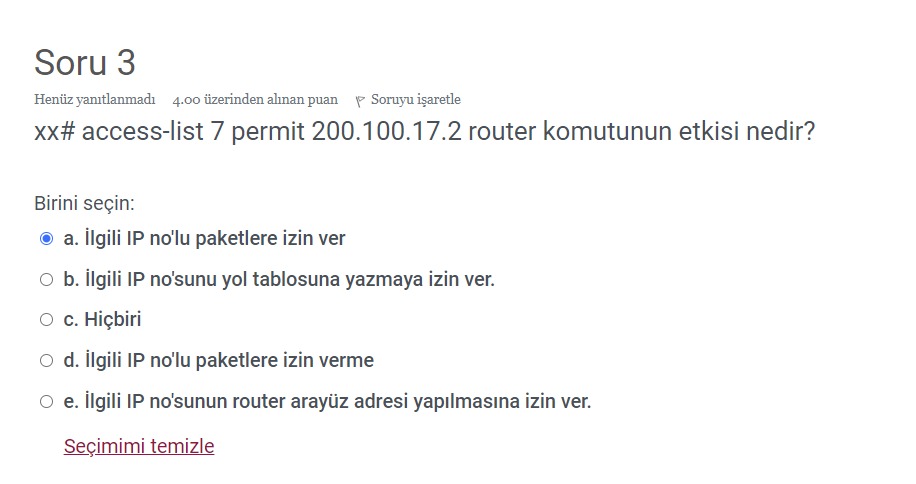 Soru 3
Henüz yanıtlanmadı 4.00 üzerinden alınan puan Soruyu işaretle
xx# access-list 7 permit 200.100.17.2 router komutunun etkisi nedir?
Birini seçin:
a. İlgili IP no'lu paketlere izin ver
b. İlgili IP no'sunu yol tablosuna yazmaya izin ver.
c. Hiçbiri
d. İlgili IP no'lu paketlere izin verme
e. İlgili IP no'sunun router arayüz adresi yapılmasına izin ver.
Seçimimi temizle